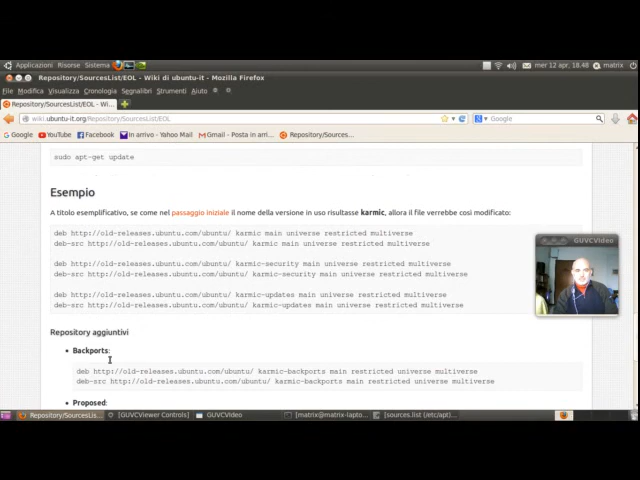 Applicazioni Risorse Sistema mer 12 apr, 18.48 matrix
Repository/SourcesList/EOL - Wiki di ubuntu-it - Mozilla Firefox
File Modifica Visualizza Cronologia Segnalibri Strumenti Aiuto
Repository/SourcesList/EOL - Wi...
wiki.ubuntu-it.org/Repository/SourcesList/EOL Google
Google YouTube Facebook In arrivo - Yahoo Mail Gmail - Posta in arri... Repository/Sources...
sudo apt-get update
Esempio
A titolo esemplificativo, se come nel passaggio iniziale il nome della versione in uso risultasse karmic, allora il file verrebbe così modificato:
deb http://old-releases.ubuntu.com/ubuntu/ karmic main universe restricted multiverse
deb-src http://old-releases.ubuntu.com/ubuntu/ karmic main universe restricted multiverse
deb http://old-releases.ubuntu.com/ubuntu/ karmic-security main universe restricted multiverse
deb-src http://old-releases.ubuntu.com/ubuntu/ karmic-security main universe restricted multiverse
deb http://old-releases.ubuntu.com/ubuntu/ karmic-updates main universe restricted multiverse
deb-src http://old-releases.ubuntu.com/ubuntu/ karmic-updates main universe restricted multiverse
GUVCVideo
Repository aggiuntivi
Backports:
deb http://old-releases.ubuntu.com/ubuntu/ karmic-backports main restricted universe multiverse
deb-src http://old-releases.ubuntu.com/ubuntu/ karmic-backports main restricted universe multiverse
Proposed:
Repository/SourcesLis... [GUVCViewer Controls] GUVCVideo [matrix@matrix-lapto... [sources.list (/etc/apt)...